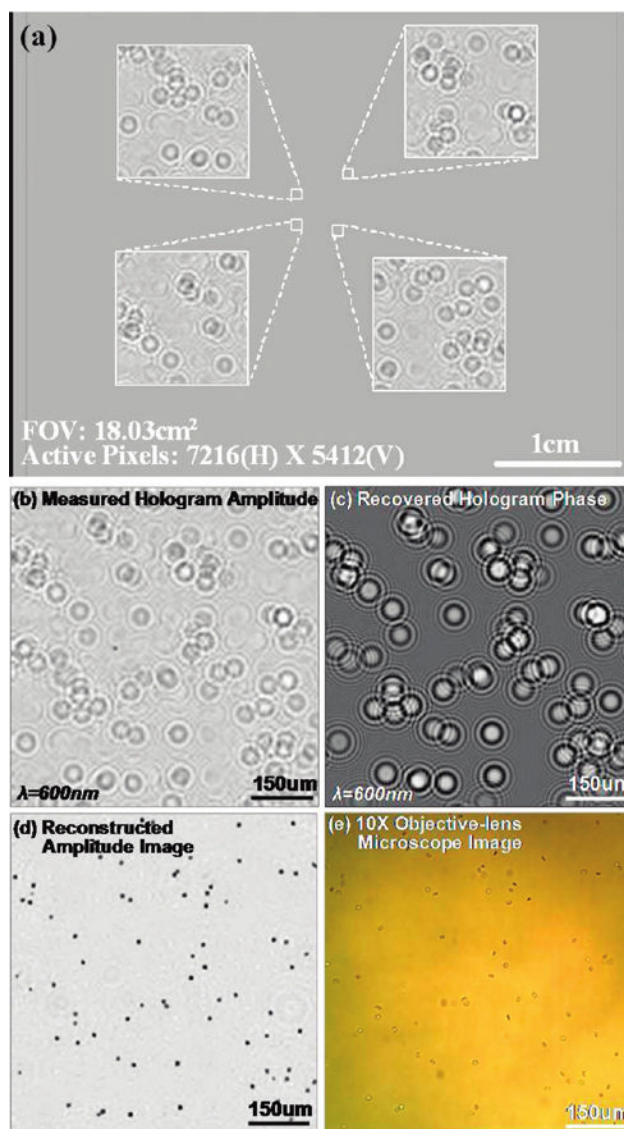 (a)
FOV: 18.03cm²
Active Pixels: 7216(H) X 5412(V)
1cm
(b) Measured Hologram Amplitude
λ=600nm
150um
(c) Recovered Hologram Phase
λ=600nm
150um
(d) Reconstructed
Amplitude Image
150um
(e) 10X Objective-lens
Microscope Image
150um